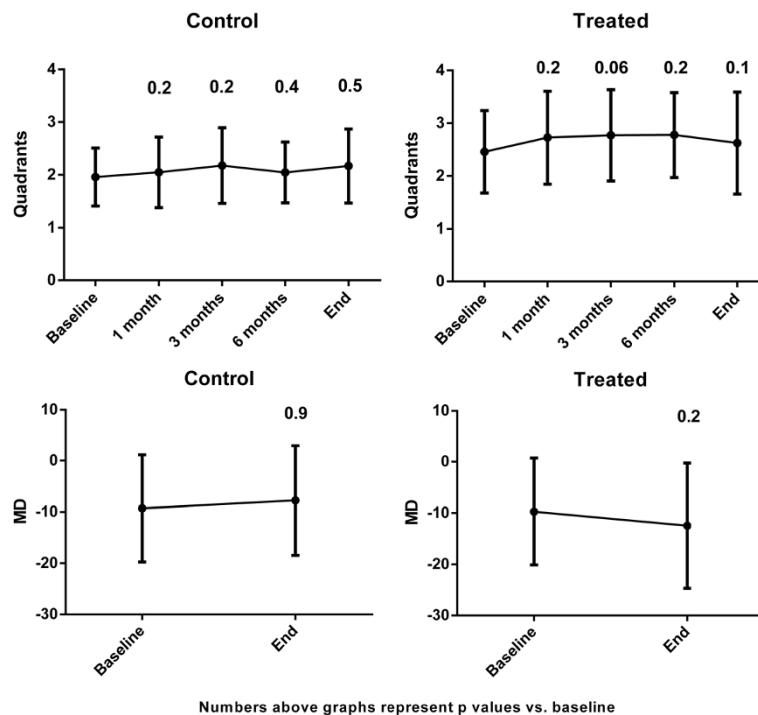 Control
Quadrants
4
3
2
1
0
0.2 0.2 0.4 0.5
Baseline
1 month
3 months
6 months
End
Treated
Quadrants
4
3
2
1
0
0.2 0.06 0.2 0.1
Baseline
1 month
3 months
6 months
End
Control
MD
10
0
-10
-20
-30
0.9
Baseline
End
Treated
MD
10
0
-10
-20
-30
0.2
Baseline
End
Numbers above graphs represent p values vs. baseline